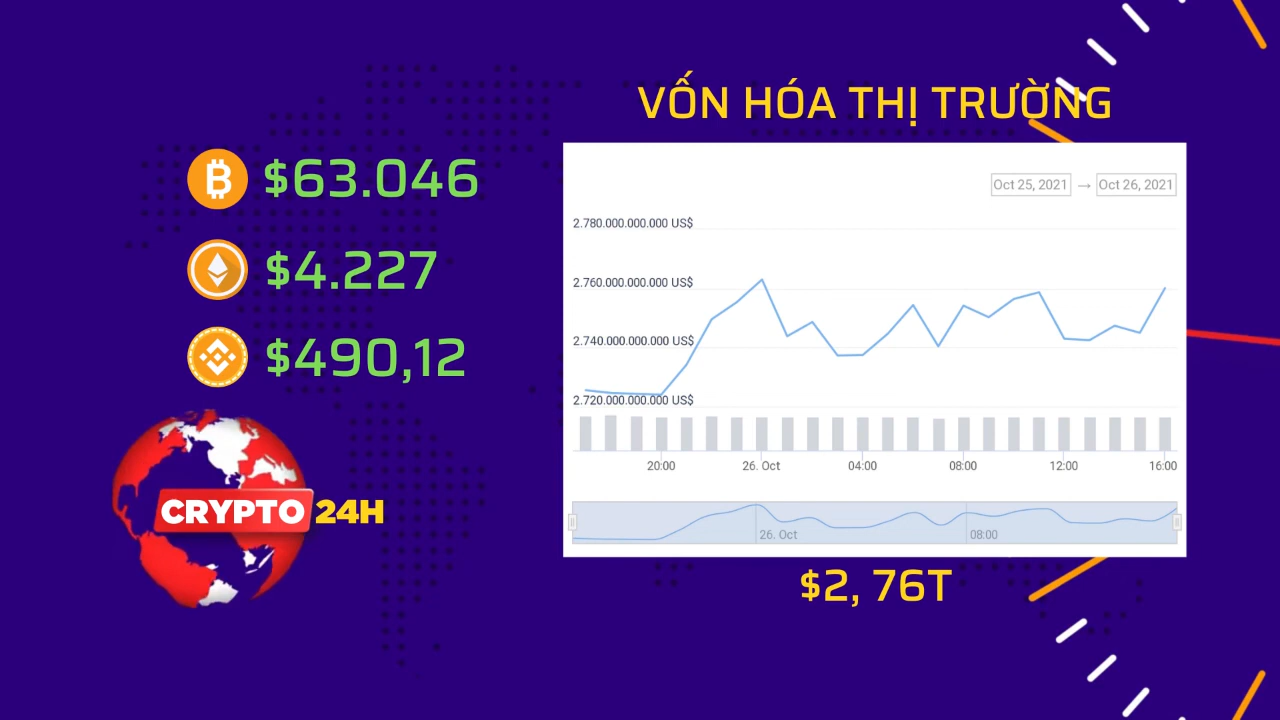 VỐN HÓA THỊ TRƯỜNG
$63.046
$4.227
$490,12
CRYPTO 24H
Oct 25, 2021 → Oct 26, 2021
2.780.000.000.000 US$
2.760.000.000.000 US$
2.740.000.000.000 US$
2.720.000.000.000 US$
20:00 26. Oct 04:00 08:00 12:00 16:00
26. Oct 08:00
$2, 76T